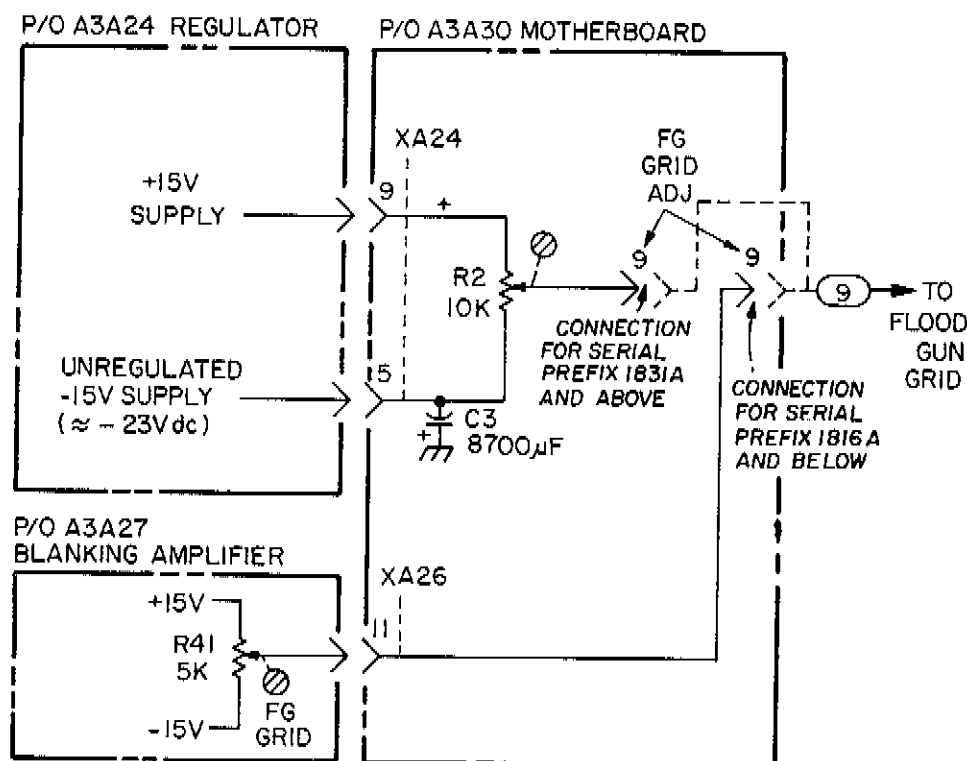 P/O A3A24 REGULATOR
P/O A3A30 MOTHERBOARD
XA24
FG
GRID
ADJ
+15V
SUPPLY
9
+
9
9
R2
10K
9
TO
FLOOD
GUN
GRID
CONNECTION
FOR SERIAL
PREFIX 1831A
AND ABOVE
CONNECTION
FOR SERIAL
PREFIX 1816A
AND BELOW
UNREGULATED
-15V SUPPLY
(≈ - 23V dc)
5
+
C3
8700µF
P/O A3A27
BLANKING AMPLIFIER
XA26
+15V
R41
5K
-15V
FG
GRID
11